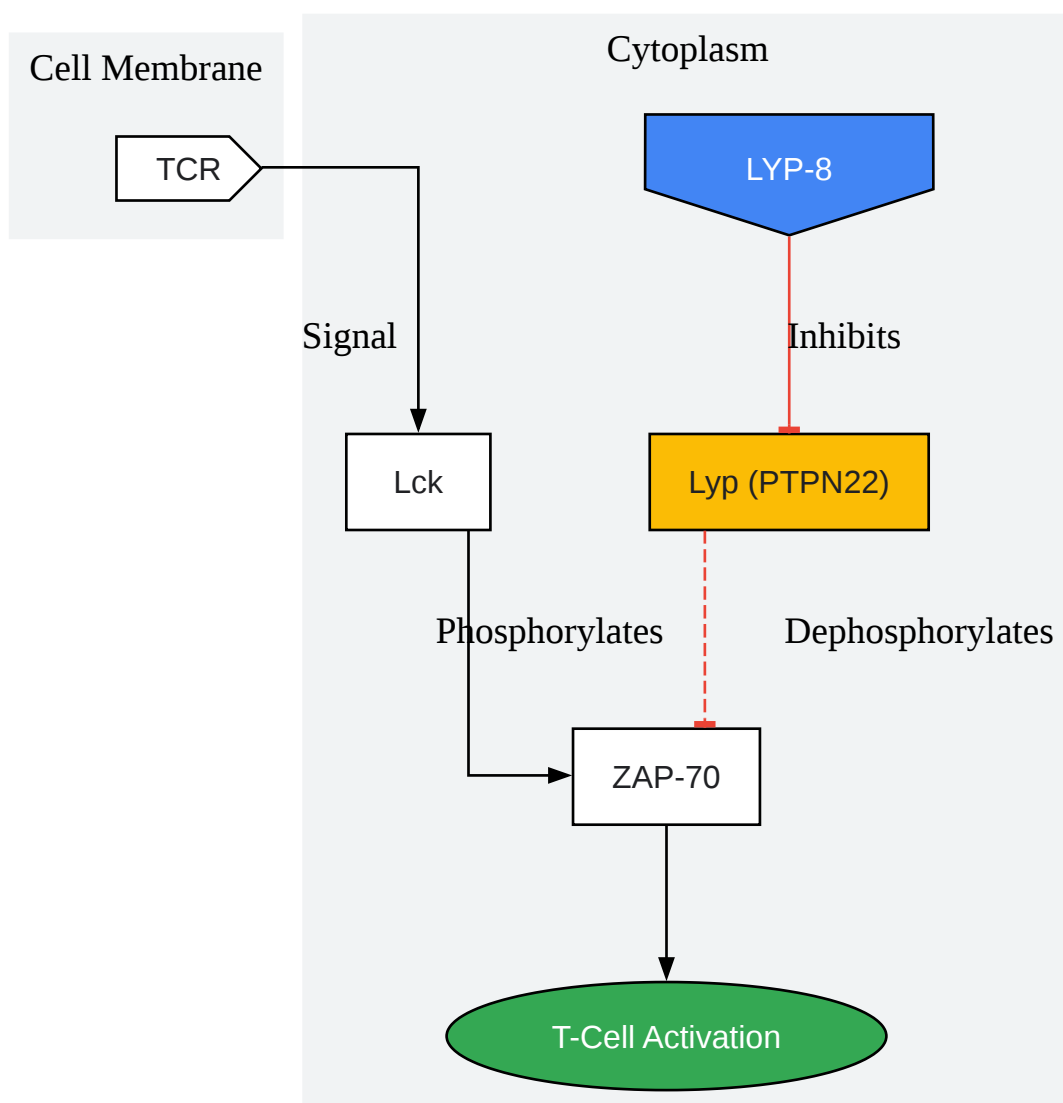 Cell Membrane
Cytoplasm
TCR
LYP-8
Signal
Inhibits
Lck
Lyp (PTPN22)
Phosphorylates
Dephosphorylates
ZAP-70
T-Cell Activation